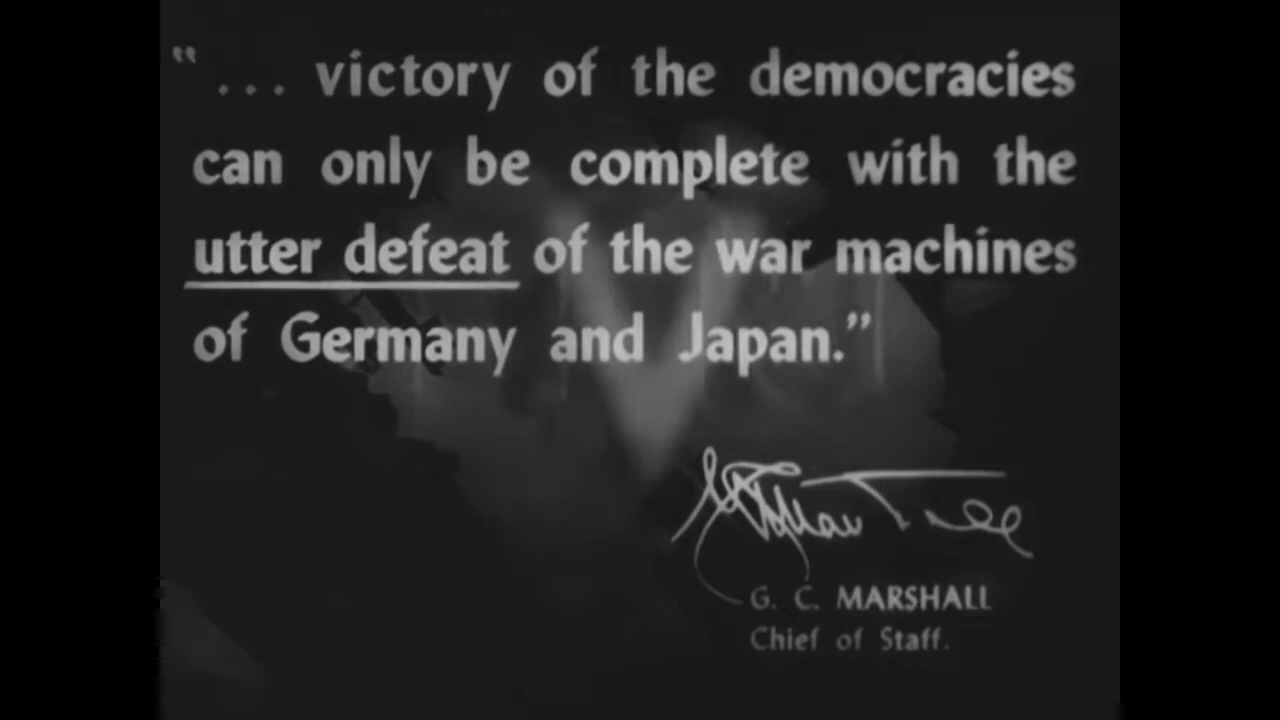 “... victory of the democracies
can only be complete with the
utter defeat of the war machines
of Germany and Japan.”
G. C. MARSHALL
Chief of Staff.